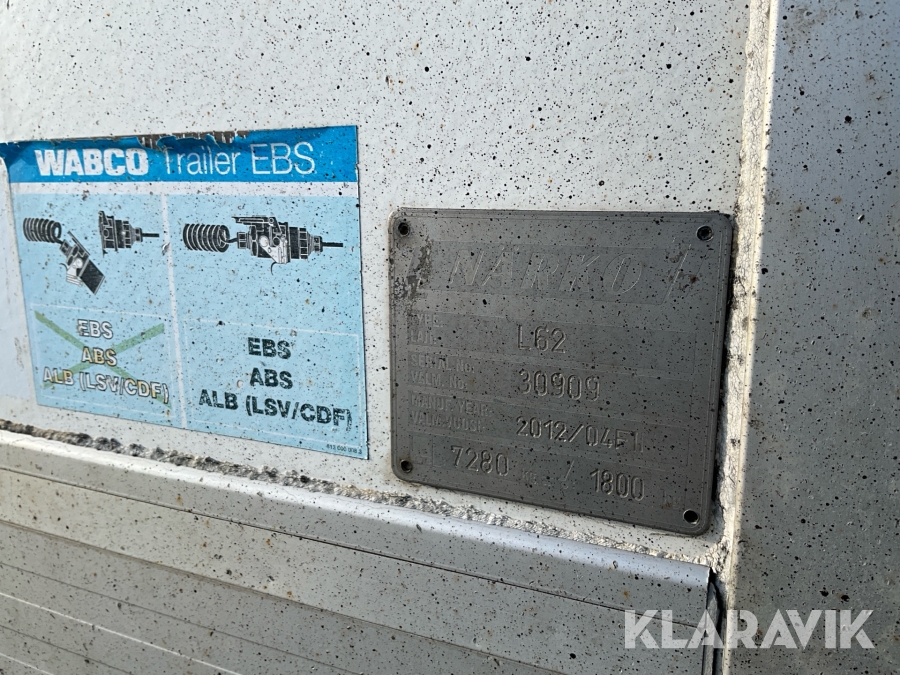 WABCO Trailer EBS
EBS
ABS
ALB (LSV/CDF)
EBS
ABS
ALB (LSV/CDF)
NARKO
L62
30909
2012/04
7280 / 1800
KLARAVIK